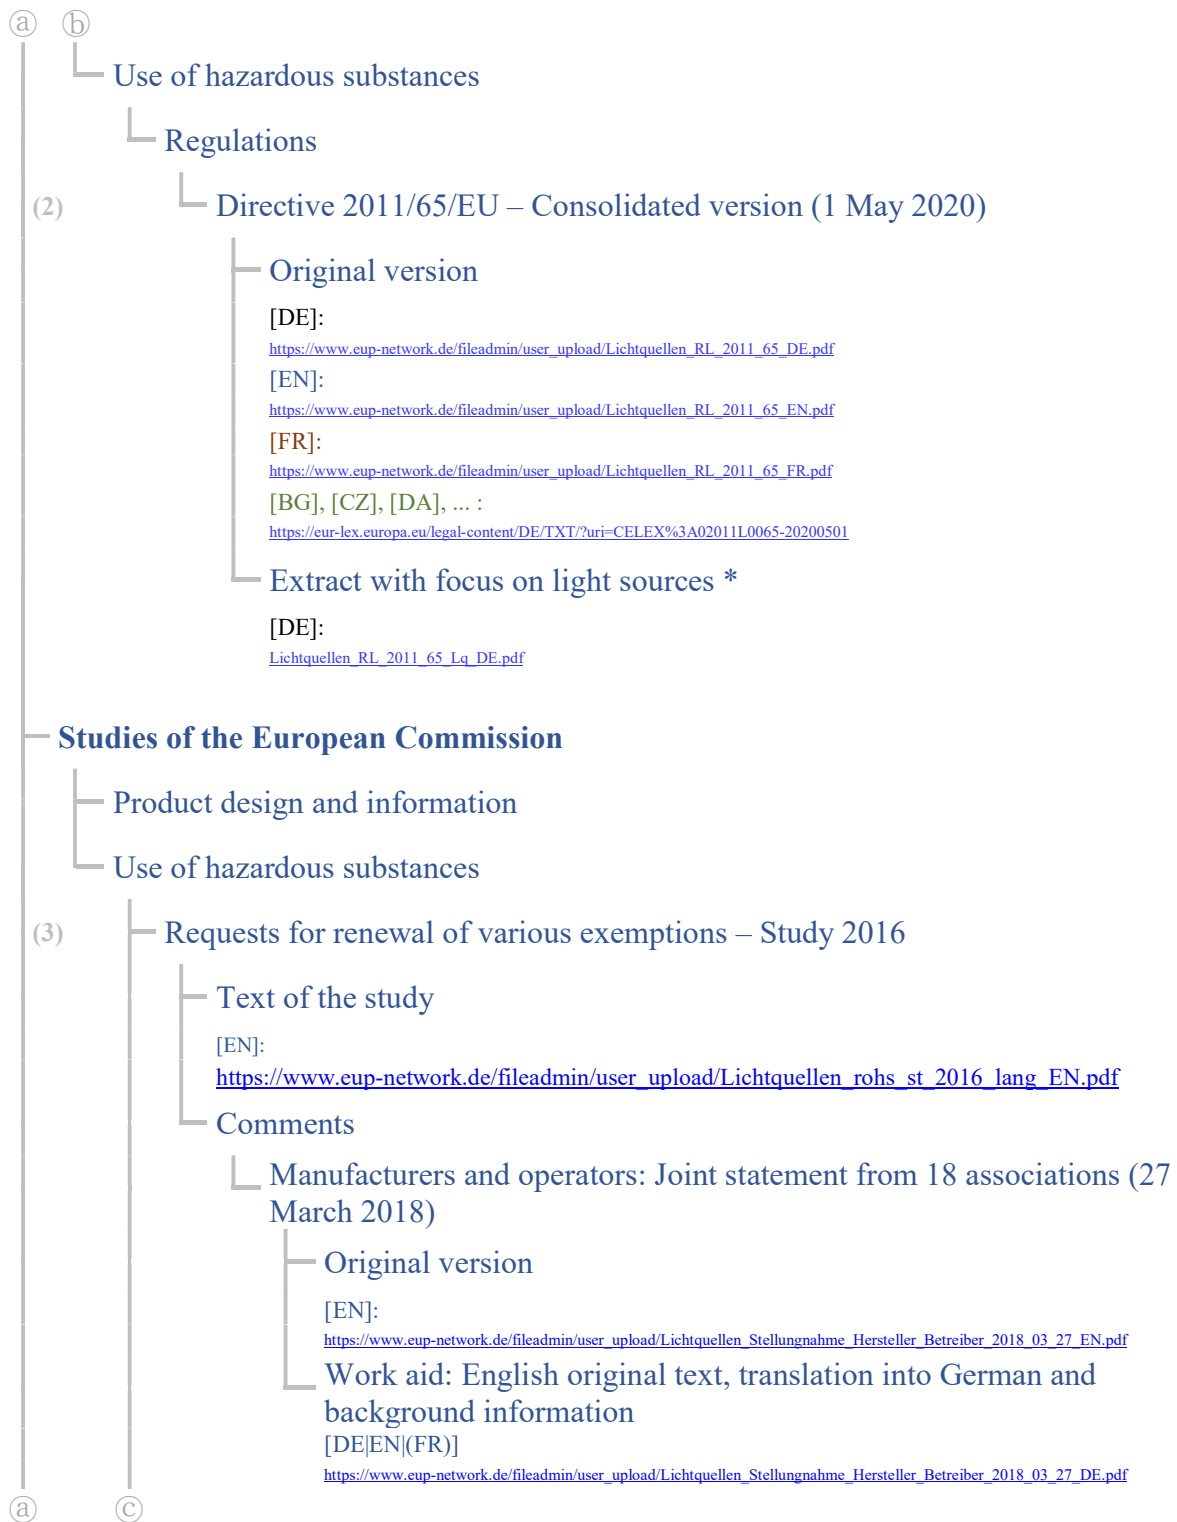 ⓐ ⓑ
Use of hazardous substances
Regulations
(2) Directive 2011/65/EU – Consolidated version (1 May 2020)
Original version
[DE]:
https://www.eup-network.de/fileadmin/user_upload/Lichtquellen_RL_2011_65_DE.pdf
[EN]:
https://www.eup-network.de/fileadmin/user_upload/Lichtquellen_RL_2011_65_EN.pdf
[FR]:
https://www.eup-network.de/fileadmin/user_upload/Lichtquellen_RL_2011_65_FR.pdf
[BG], [CZ], [DA], ... :
https://eur-lex.europa.eu/legal-content/DE/TXT/?uri=CELEX%3A02011L0065-20200501
Extract with focus on light sources *
[DE]:
Lichtquellen_RL_2011_65_Lq_DE.pdf
Studies of the European Commission
Product design and information
Use of hazardous substances
(3) Requests for renewal of various exemptions – Study 2016
Text of the study
[EN]:
https://www.eup-network.de/fileadmin/user_upload/Lichtquellen_rohs_st_2016_lang_EN.pdf
Comments
Manufacturers and operators: Joint statement from 18 associations (27
March 2018)
Original version
[EN]:
https://www.eup-network.de/fileadmin/user_upload/Lichtquellen_Stellungnahme_Hersteller_Betreiber_2018_03_27_EN.pdf
Work aid: English original text, translation into German and
background information
[DE|EN|(FR)]
https://www.eup-network.de/fileadmin/user_upload/Lichtquellen_Stellungnahme_Hersteller_Betreiber_2018_03_27_DE.pdf
ⓐ ⓒ